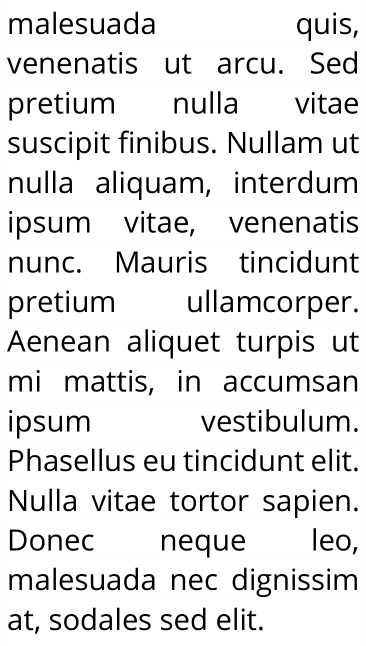 malesuada quis,
venenatis ut arcu. Sed
pretium nulla vitae
suscipit finibus. Nullam ut
nulla aliquam, interdum
ipsum vitae, venenatis
nunc. Mauris tincidunt
pretium ullamcorper.
Aenean aliquet turpis ut
mi mattis, in accumsan
ipsum vestibulum.
Phasellus eu tincidunt elit.
Nulla vitae tortor sapien.
Donec neque leo,
malesuada nec dignissim
at, sodales sed elit.